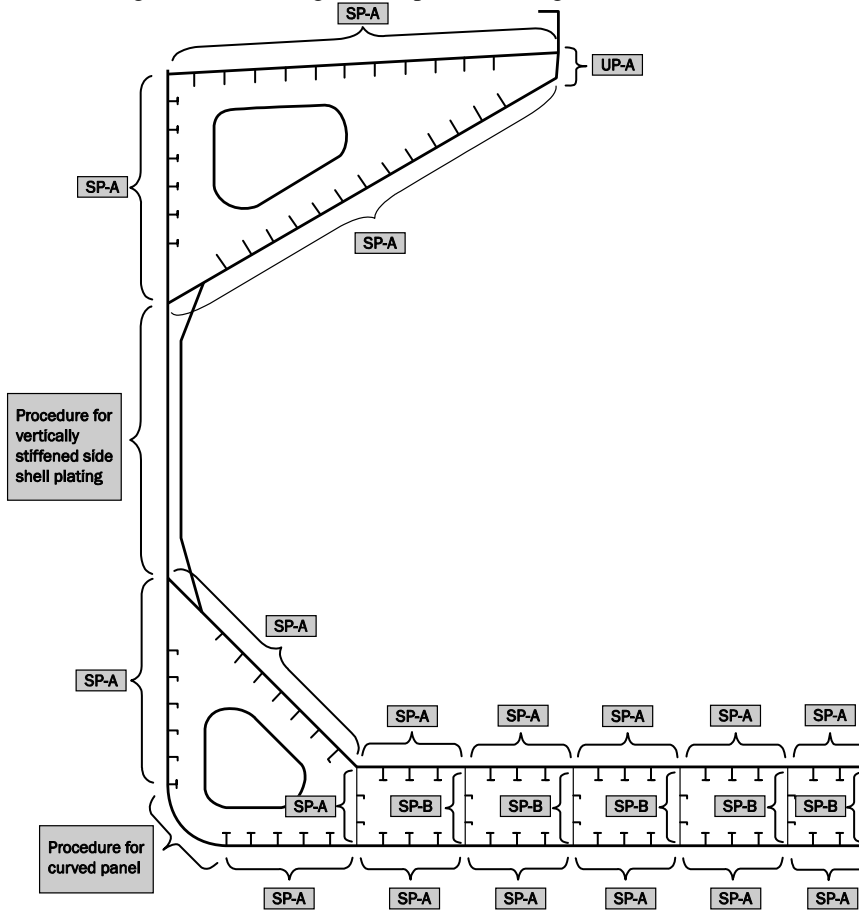 SP-A
UP-A
SP-A
SP-A
Procedure for
vertically
stiffened side
shell plating
SP-A
SP-A
SP-A
SP-A
SP-A
SP-A
SP-A
SP-A
SP-B
SP-B
SP-B
SP-B
SP-B
Procedure for
curved panel
SP-A
SP-A
SP-A
SP-A
SP-A
SP-A